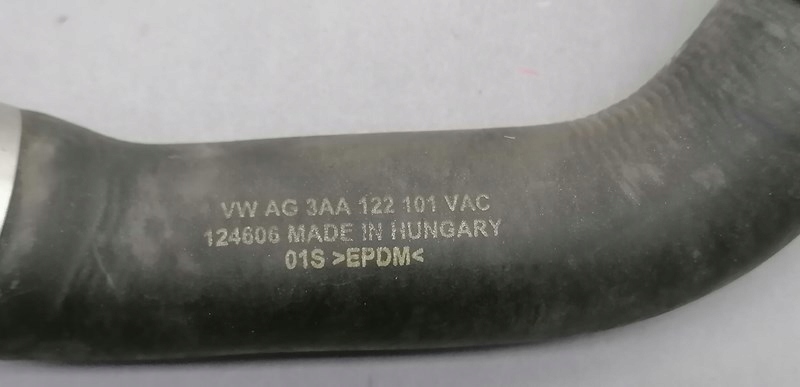 VW AG 3AA 122 101 VAC
124606 MADE IN HUNGARY
01S >EPDM<